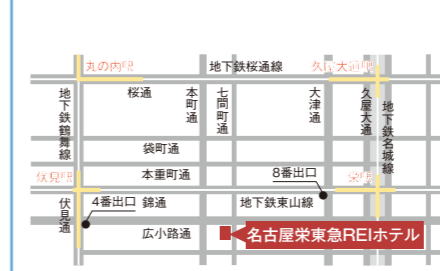 丸の内駅
地下鉄桜通線
久屋大通駅
桜通
本町通
七間町通
大津通
久屋大通
地下鉄名城線
地下鉄鶴舞線
袋町通
伏見駅
本重町通
8番出口
栄駅
伏見通
4番出口
錦通
地下鉄東山線
広小路通
名古屋栄東急REIホテル